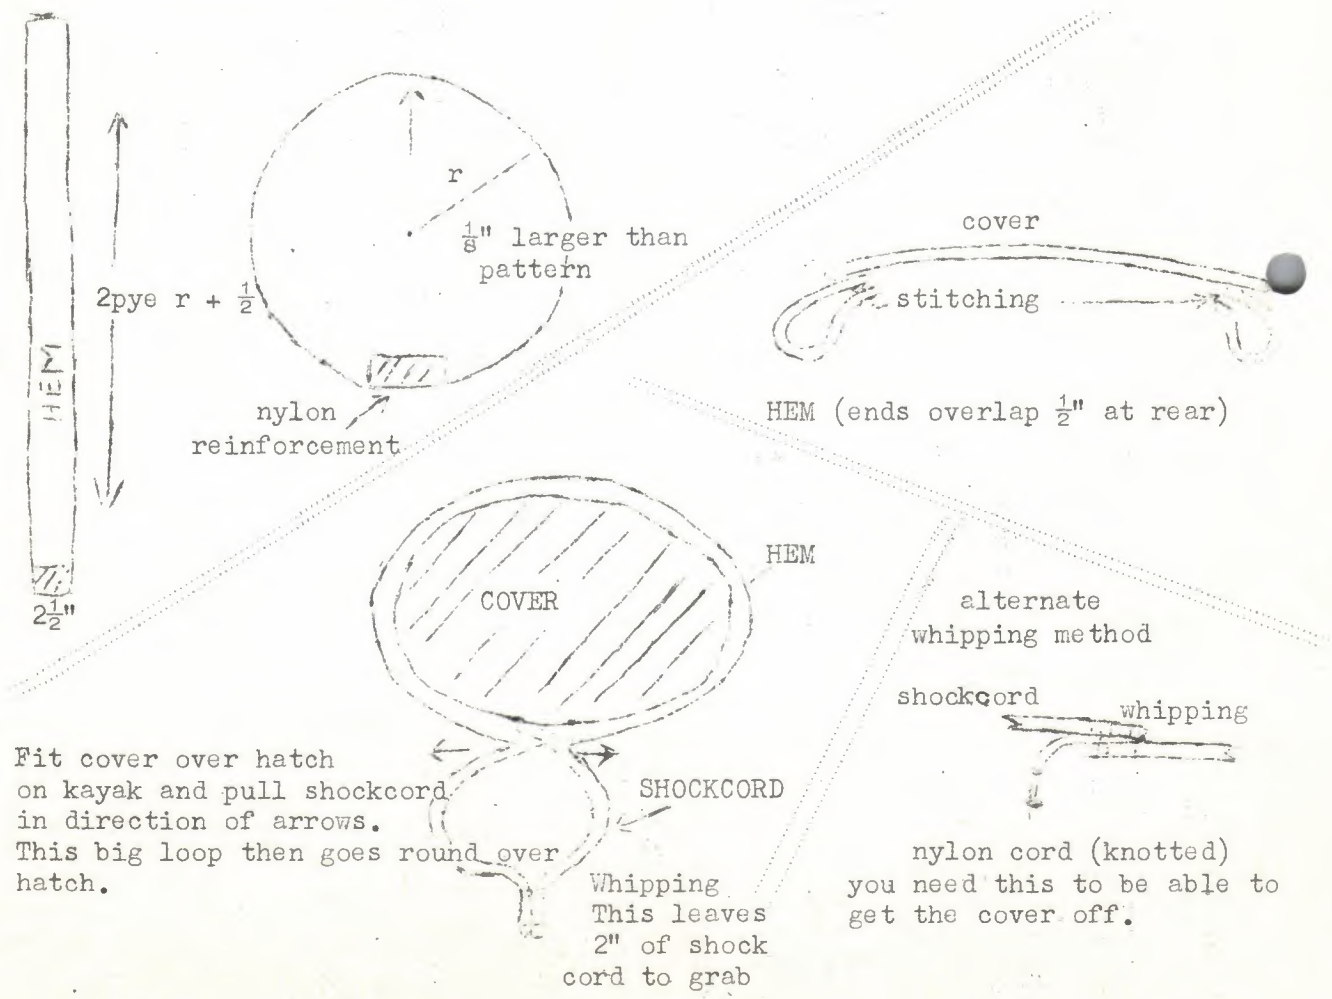 r
⅛" larger than
pattern
2pye r + ½
HEM
2½"
nylon
reinforcement
cover
stitching
HEM (ends overlap ½" at rear)
COVER
HEM
SHOCKCORD
Fit cover over hatch
on kayak and pull shockcord
in direction of arrows.
This big loop then goes round over
hatch.
Whipping
This leaves
2" of shock
cord to grab
alternate
whipping method
shockcord
whipping
nylon cord (knotted)
you need this to be able to
get the cover off.